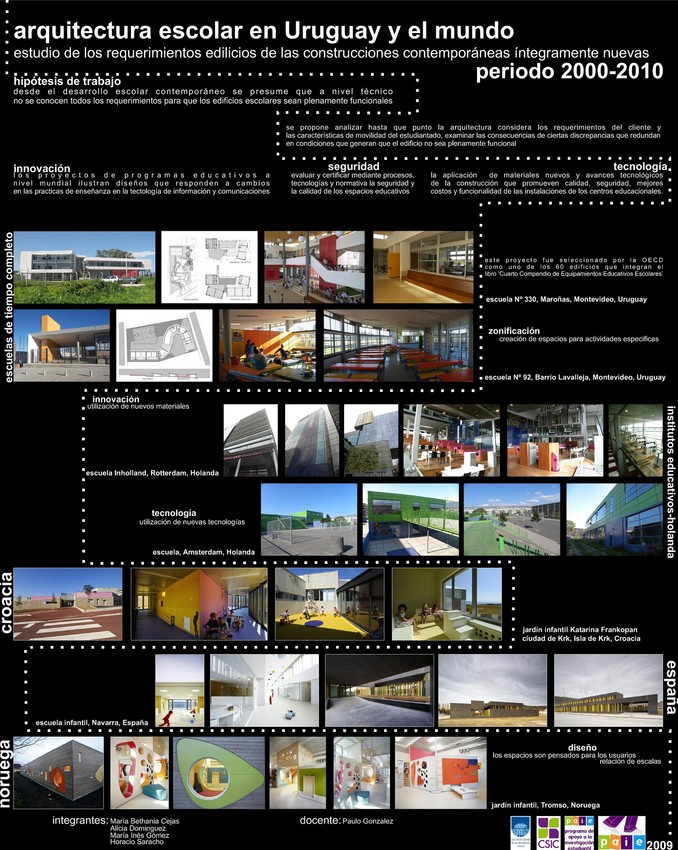 arquitectura escolar en Uruguay y el mundo
estudio de los requerimientos edilicios de las construcciones contemporáneas íntegramente nuevas
periodo 2000-2010
hipótesis de trabajo
desde el desarrollo escolar contemporáneo se presume que a nivel técnico
no se conocen todos los requerimientos para que los edificios escolares sean plenamente funcionales
se propone analizar hasta que punto la arquitectura considera los requerimientos del cliente y
las características de movilidad del estudiantado, examinar las consecuencias de ciertas discrepancias que redundan
en condiciones que generan que el edificio no sea plenamente funcional
innovación
los proyectos de programas educativos a
nivel mundial ilustran diseños que responden a cambios
en las practicas de enseñanza en la tectología de información y comunicaciones
seguridad
evaluar y certificar mediante procesos,
tecnologías y normativa la seguridad y
la calidad de los espacios educativos
tecnología
la aplicación de materiales nuevos y avances tecnológicos
de la construcción que promueven calidad, seguridad, mejores
costos y funcionalidad de las instalaciones de los centros educacionales.
escuelas de tiempo completo
este proyecto fue seleccionado por la OECD
como uno de los 60 edificios que integran el
libro 'Cuarto Compendio de Equipamientos Educativos Escolares'
escuela Nº 330, Maroñas, Montevideo, Uruguay
zonificación
creación de espacios para actividades especificas
escuela Nº 92, Barrio Lavalleja, Montevideo, Uruguay
innovación
utilización de nuevos materiales
escuela Inholland, Rotterdam, Holanda
institutos educativos-holanda
tecnología
utilización de nuevas tecnologías
escuela, Amsterdam, Holanda
croacia
jardín infantil Katarina Frankopan
ciudad de Krk, Isla de Krk, Croacia
españa
escuela infantil, Navarra, España
noruega
diseño
los espacios son pensados para los usuarios
relación de escalas
jardín infantil, Tromso, Noruega
integrantes: María Bethania Cejas
Alicia Dominguez
María Inés Gómez
Horacio Saracho
docente: Paulo Gonzalez
CSIC
paie
programa de
apoyo a la
investigación
estudiantil
paie
2009